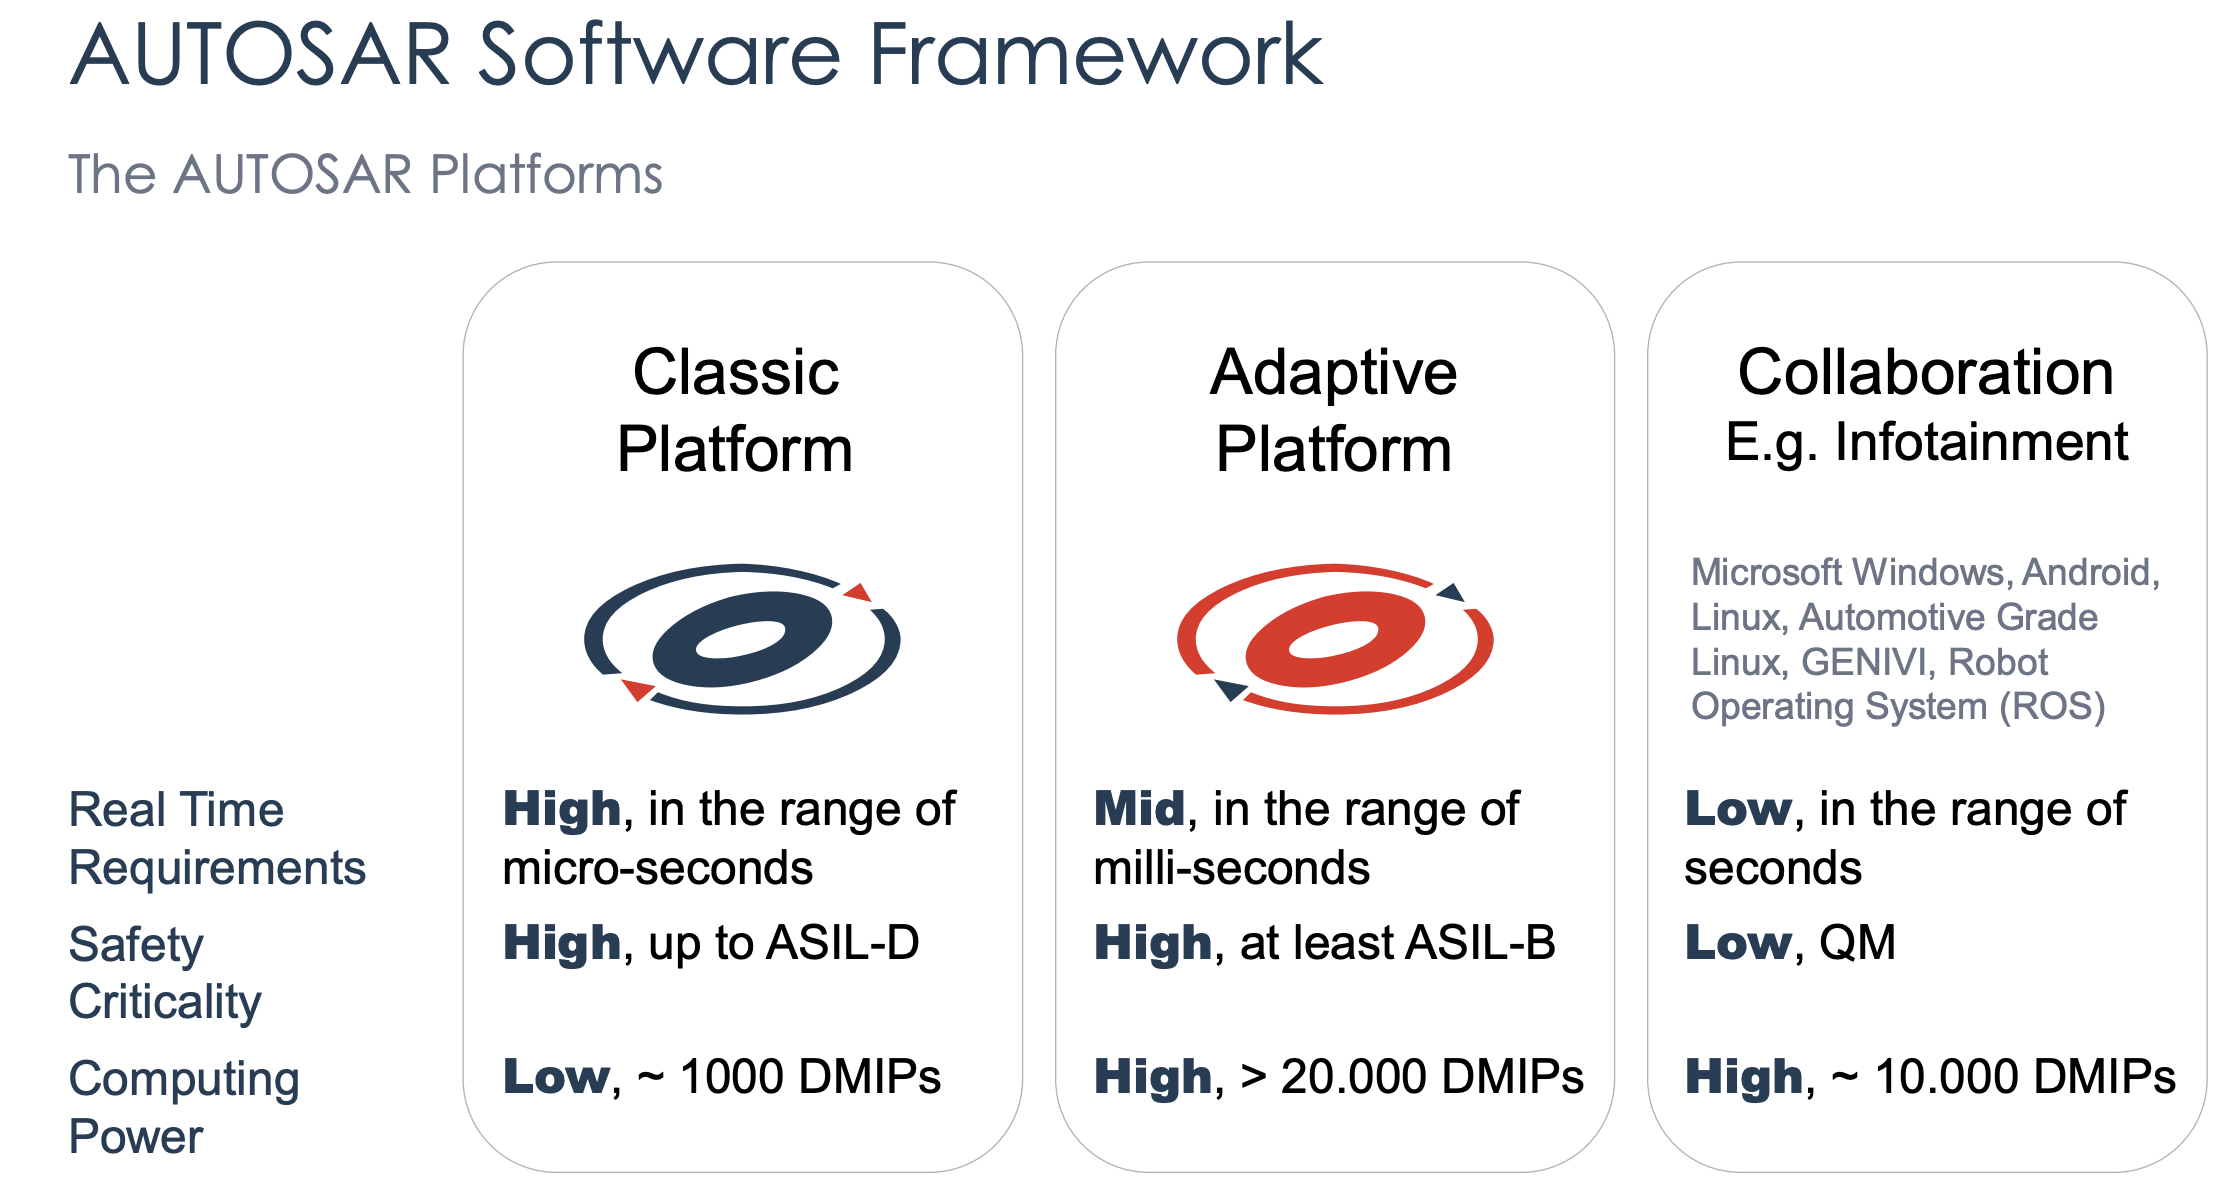 AUTOSAR Software Framework
The AUTOSAR Platforms
Classic
Platform
Adaptive
Platform
Collaboration
E.g. Infotainment
Microsoft Windows, Android,
Linux, Automotive Grade
Linux, GENIVI, Robot
Operating System (ROS)
Real Time
Requirements
High, in the range of
micro-seconds
Mid, in the range of
milli-seconds
Low, in the range of
seconds
Safety
Criticality
High, up to ASIL-D
High, at least ASIL-B
Low, QM
Computing
Power
Low, ~ 1000 DMIPs
High, > 20.000 DMIPs
High, ~ 10.000 DMIPs